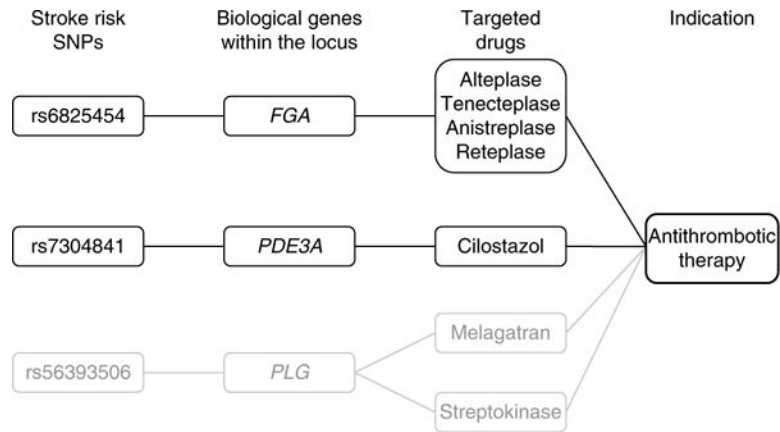 Stroke risk
SNPs
Biological genes
within the locus
Targeted
drugs
Indication
rs6825454
FGA
Alteplase
Tenecteplase
Anistreplase
Reteplase
rs7304841
PDE3A
Cilostazol
Antithrombotic
therapy
rs56393506
PLG
Melagatran
Streptokinase